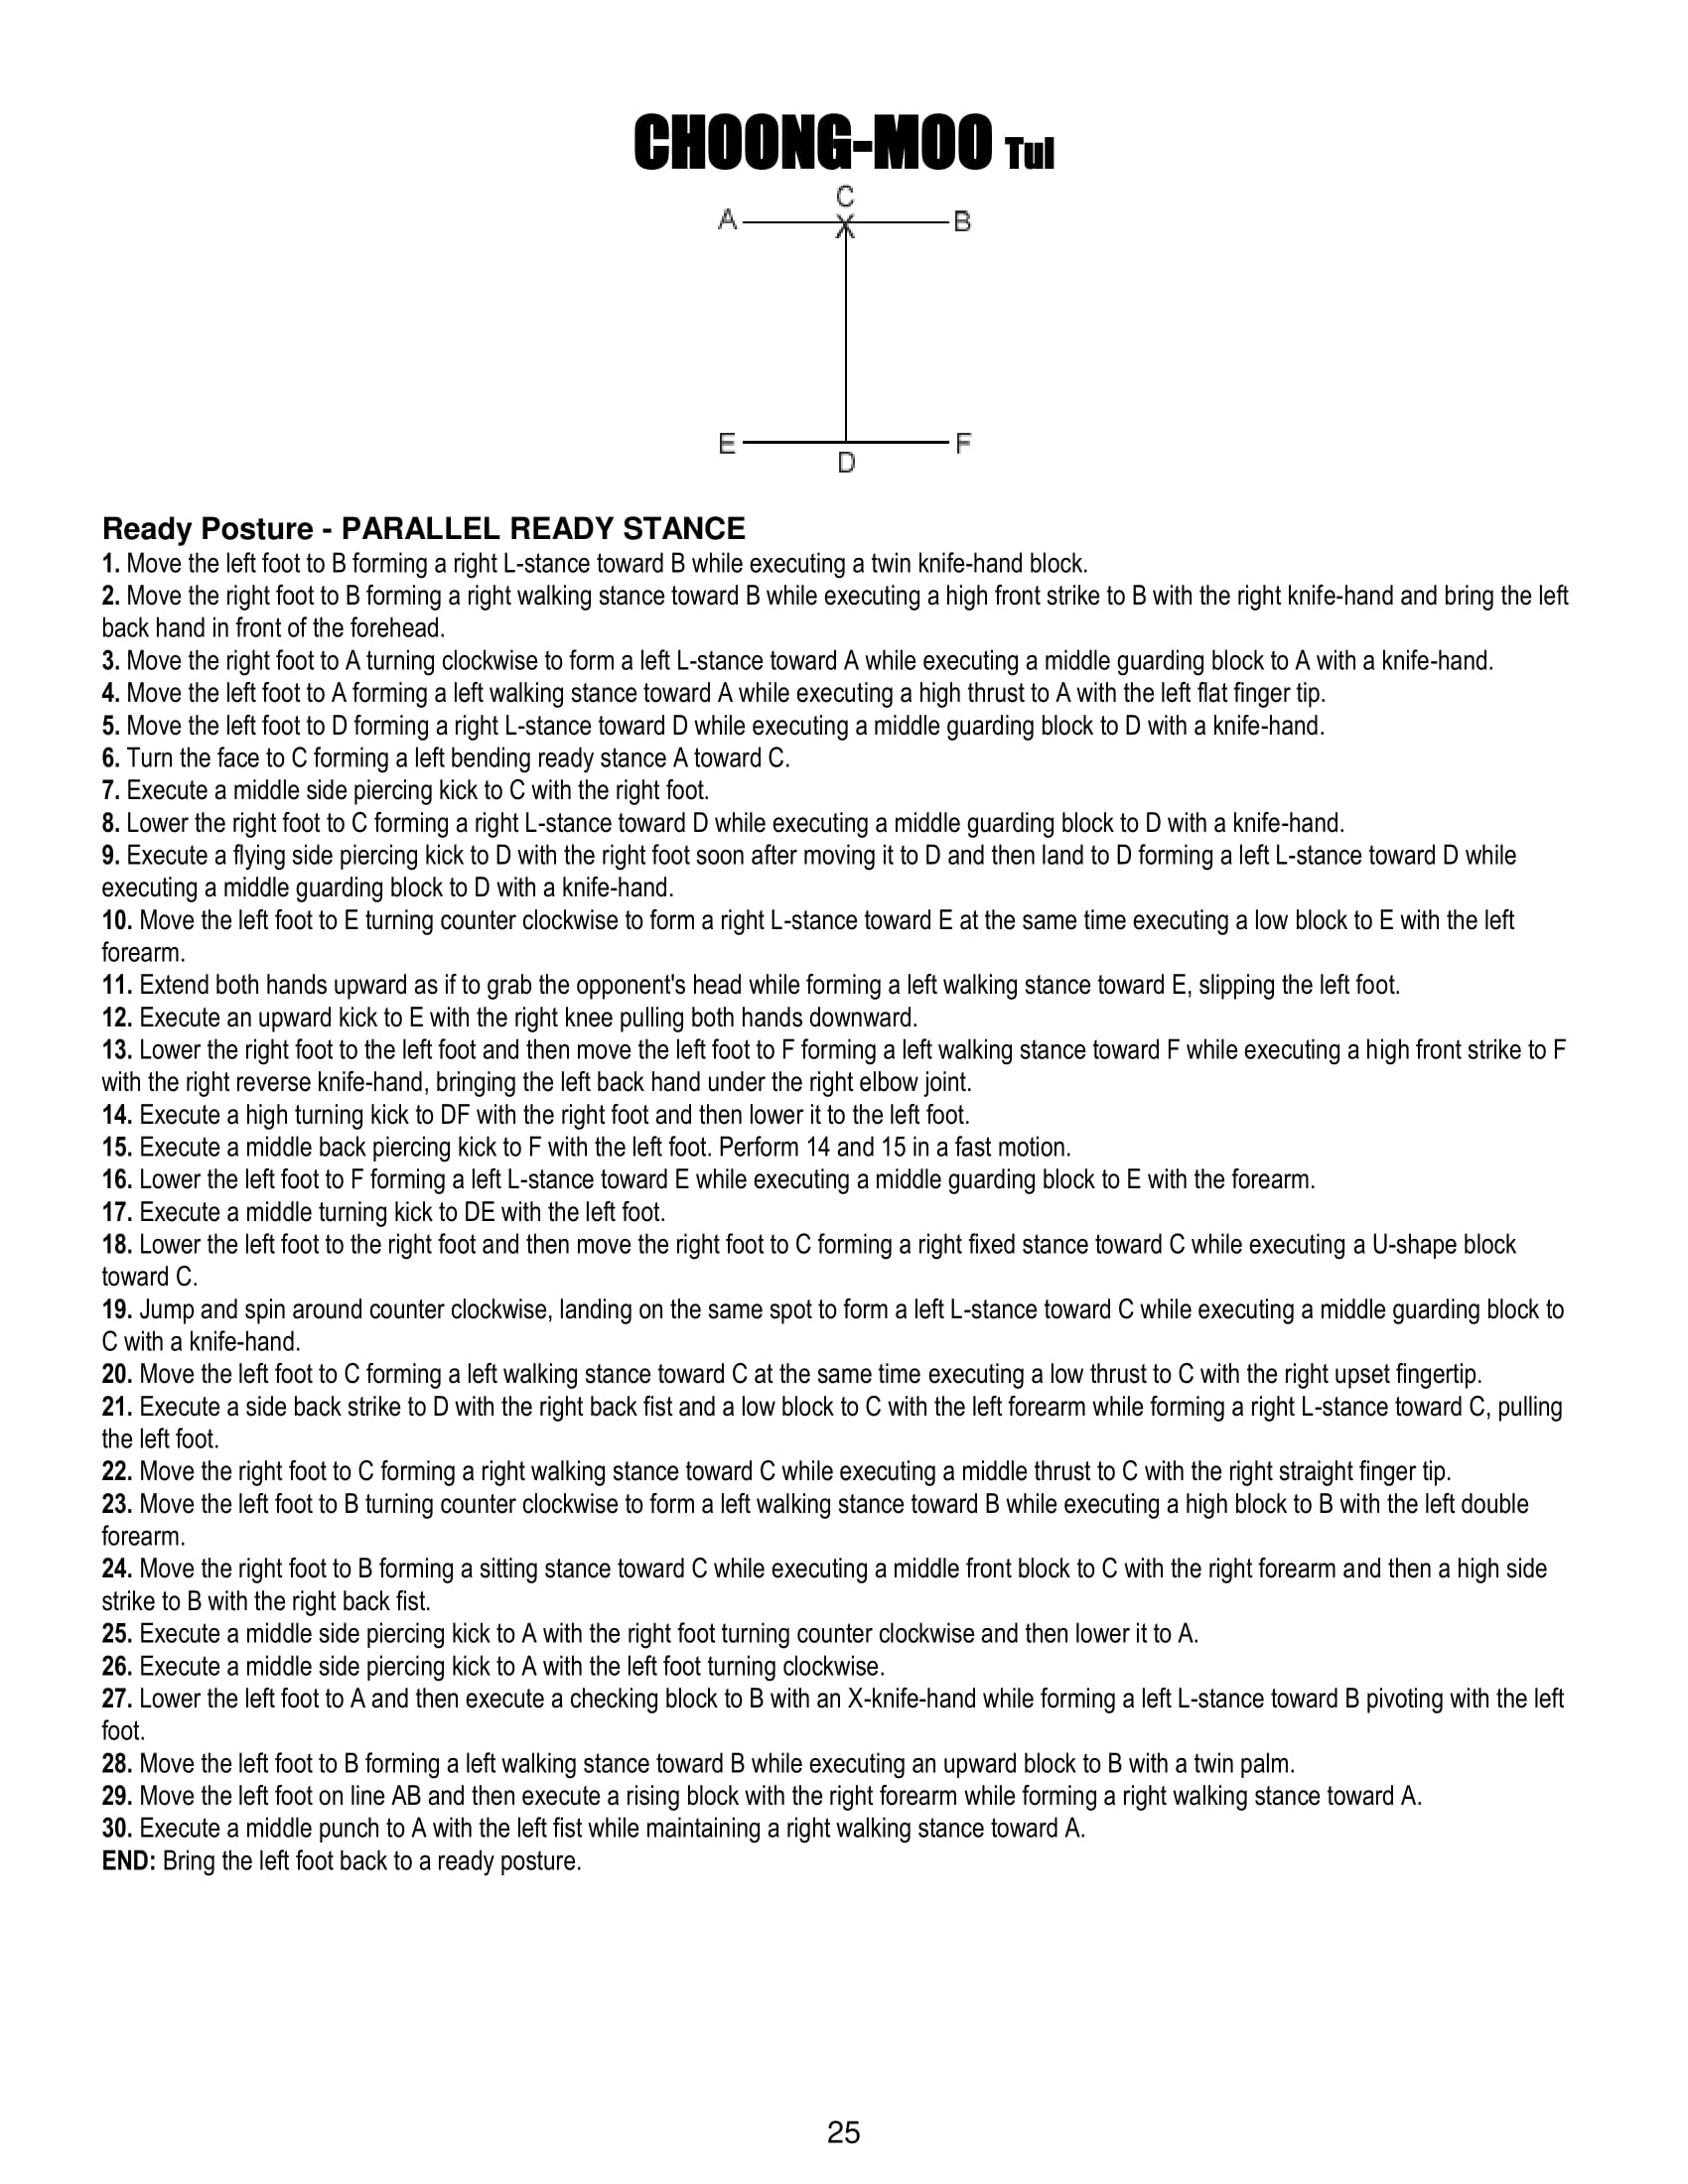 CHOONG-MOO Tul
C
A X B
E F
D
Ready Posture - PARALLEL READY STANCE
1. Move the left foot to B forming a right L-stance toward B while executing a twin knife-hand block.
2. Move the right foot to B forming a right walking stance toward B while executing a high front strike to B with the right knife-hand and bring the left
back hand in front of the forehead.
3. Move the right foot to A turning clockwise to form a left L-stance toward A while executing a middle guarding block to A with a knife-hand.
4. Move the left foot to A forming a left walking stance toward A while executing a high thrust to A with the left flat finger tip.
5. Move the left foot to D forming a right L-stance toward D while executing a middle guarding block to D with a knife-hand.
6. Turn the face to C forming a left bending ready stance A toward C.
7. Execute a middle side piercing kick to C with the right foot.
8. Lower the right foot to C forming a right L-stance toward D while executing a middle guarding block to D with a knife-hand.
9. Execute a flying side piercing kick to D with the right foot soon after moving it to D and then land to D forming a left L-stance toward D while
executing a middle guarding block to D with a knife-hand.
10. Move the left foot to E turning counter clockwise to form a right L-stance toward E at the same time executing a low block to E with the left
forearm.
11. Extend both hands upward as if to grab the opponent's head while forming a left walking stance toward E, slipping the left foot.
12. Execute an upward kick to E with the right knee pulling both hands downward.
13. Lower the right foot to the left foot and then move the left foot to F forming a left walking stance toward F while executing a high front strike to F
with the right reverse knife-hand, bringing the left back hand under the right elbow joint.
14. Execute a high turning kick to DF with the right foot and then lower it to the left foot.
15. Execute a middle back piercing kick to F with the left foot. Perform 14 and 15 in a fast motion.
16. Lower the left foot to F forming a left L-stance toward E while executing a middle guarding block to E with the forearm.
17. Execute a middle turning kick to DE with the left foot.
18. Lower the left foot to the right foot and then move the right foot to C forming a right fixed stance toward C while executing a U-shape block
toward C.
19. Jump and spin around counter clockwise, landing on the same spot to form a left L-stance toward C while executing a middle guarding block to
C with a knife-hand.
20. Move the left foot to C forming a left walking stance toward C at the same time executing a low thrust to C with the right upset fingertip.
21. Execute a side back strike to D with the right back fist and a low block to C with the left forearm while forming a right L-stance toward C, pulling
the left foot.
22. Move the right foot to C forming a right walking stance toward C while executing a middle thrust to C with the right straight finger tip.
23. Move the left foot to B turning counter clockwise to form a left walking stance toward B while executing a high block to B with the left double
forearm.
24. Move the right foot to B forming a sitting stance toward C while executing a middle front block to C with the right forearm and then a high side
strike to B with the right back fist.
25. Execute a middle side piercing kick to A with the right foot turning counter clockwise and then lower it to A.
26. Execute a middle side piercing kick to A with the left foot turning clockwise.
27. Lower the left foot to A and then execute a checking block to B with an X-knife-hand while forming a left L-stance toward B pivoting with the left
foot.
28. Move the left foot to B forming a left walking stance toward B while executing an upward block to B with a twin palm.
29. Move the left foot on line AB and then execute a rising block with the right forearm while forming a right walking stance toward A.
30. Execute a middle punch to A with the left fist while maintaining a right walking stance toward A.
END: Bring the left foot back to a ready posture.
25